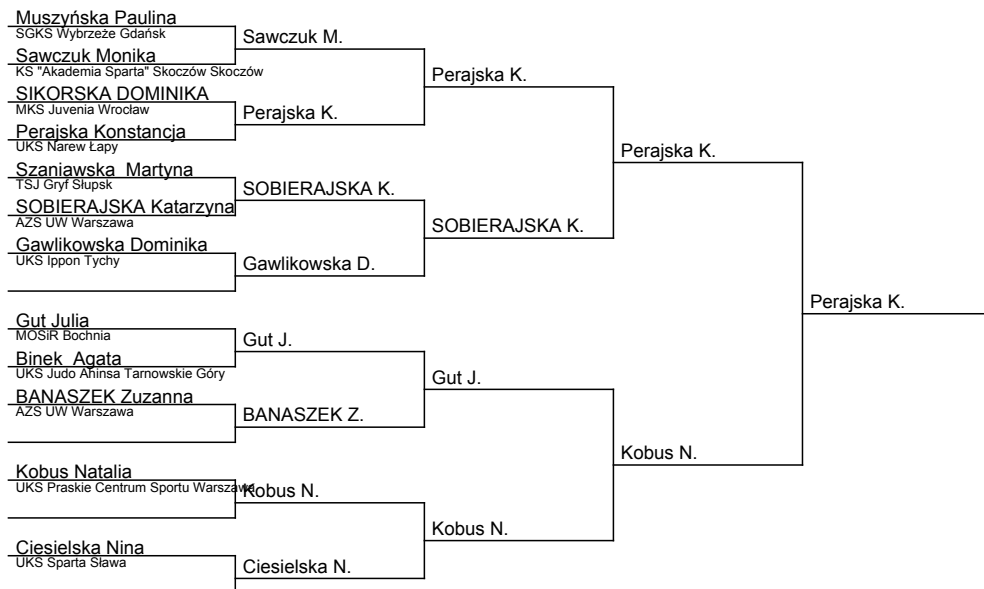 Muszyńska Paulina
SGKS Wybrzeże Gdańsk
Sawczuk M.
Sawczuk Monika
KS "Akademia Sparta" Skoczów Skoczów
Perajska K.
SIKORSKA DOMINIKA
MKS Juvenia Wrocław
Perajska K.
Perajska Konstancja
UKS Narew Łapy
Perajska K.
Szaniawska  Martyna
TSJ Gryf Słupsk
SOBIERAJSKA K.
SOBIERAJSKA Katarzyna
AZS UW Warszawa
SOBIERAJSKA K.
Gawlikowska Dominika
UKS Ippon Tychy
Gawlikowska D.
Perajska K.
Gut Julia
MOSiR Bochnia
Gut J.
Binek  Agata
UKS Judo Ahinsa Tarnowskie Góry
Gut J.
BANASZEK Zuzanna
AZS UW Warszawa
BANASZEK Z.
Kobus N.
Kobus Natalia
UKS Praskie Centrum Sportu Warszawa
Kobus N.
Kobus N.
Ciesielska Nina
UKS Sparta Sława
Ciesielska N.